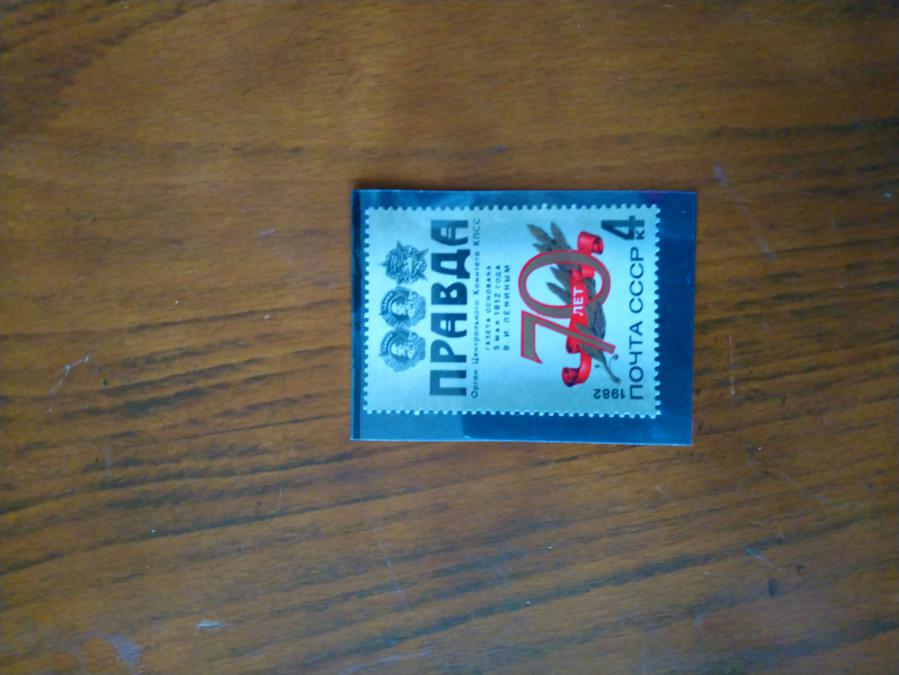 ПРАВДА
Орган Центрального Комитета КПСС
ГАЗЕТА ОСНОВАНА
5 МАЯ 1912 ГОДА
В. И. ЛЕНИНЫМ
70
ЛЕТ
1982
ПОЧТА СССР 4 к